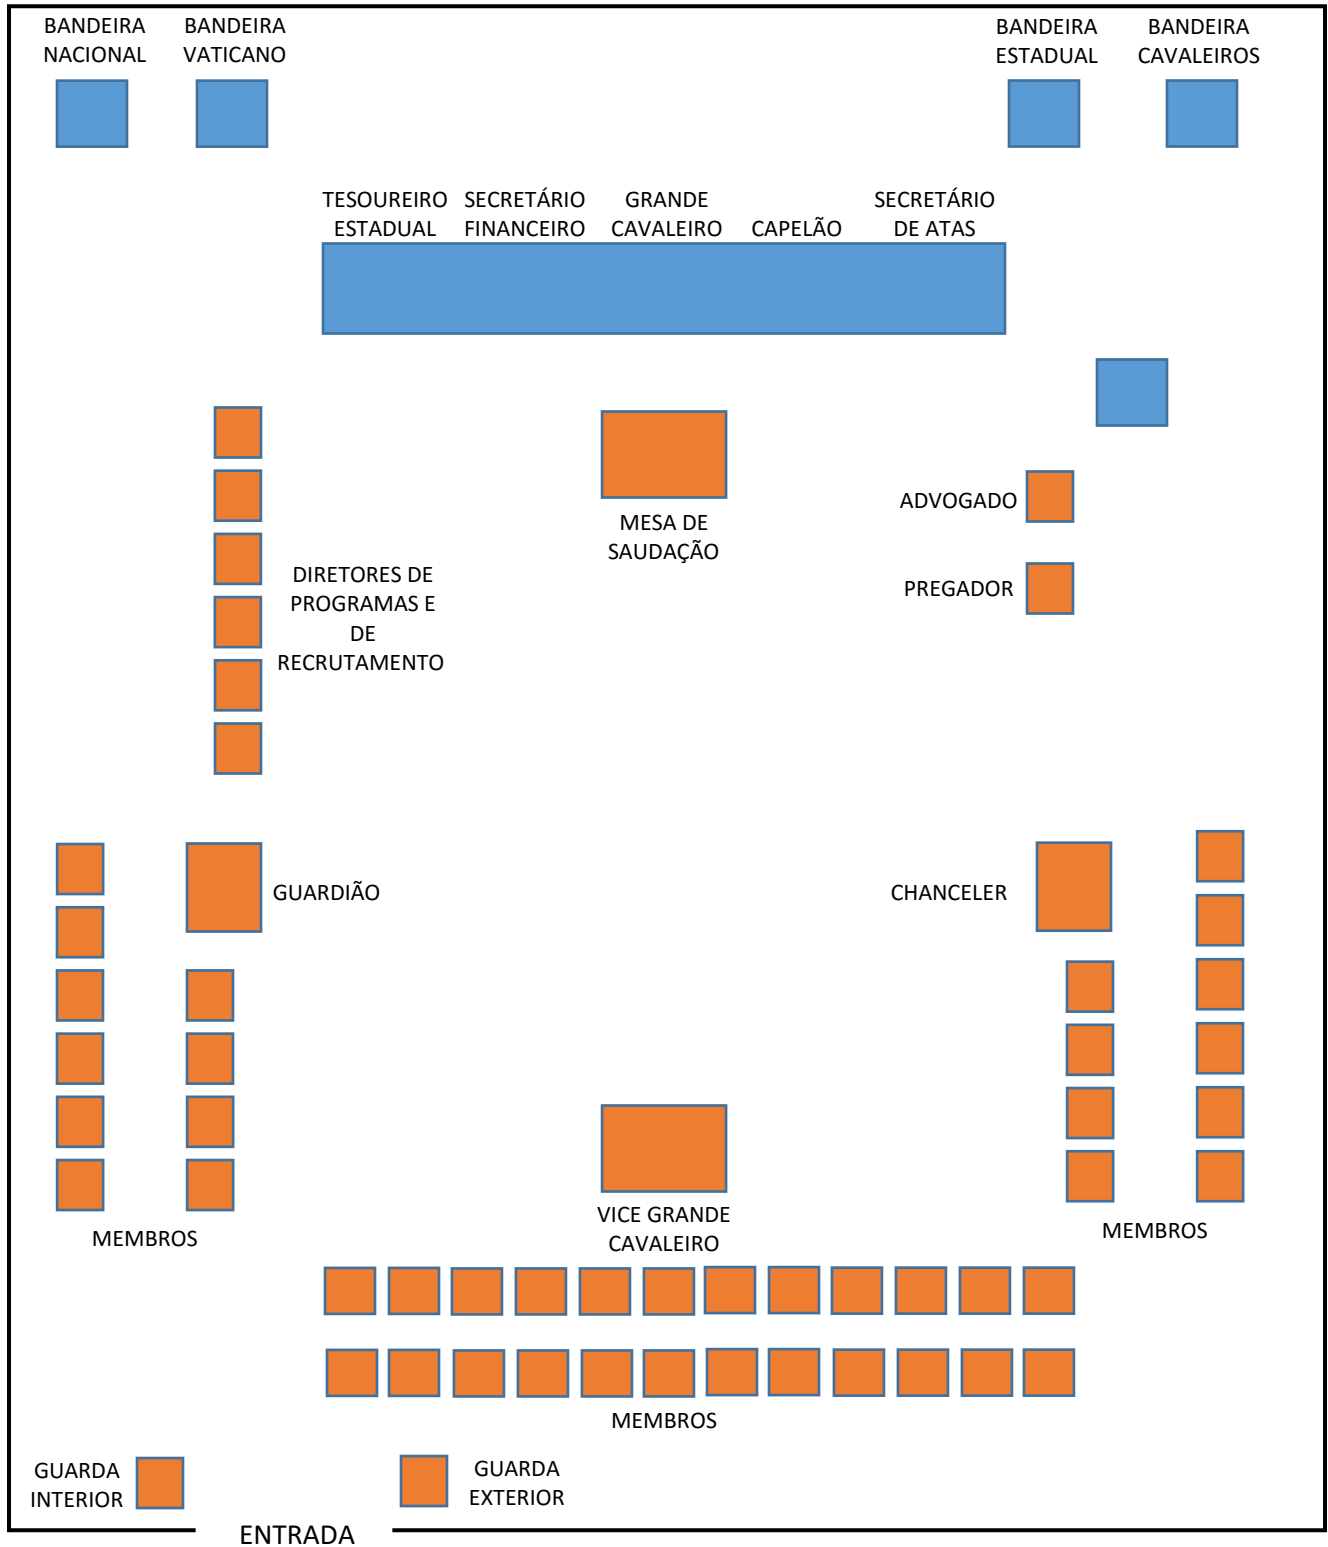 BANDEIRA
NACIONAL
BANDEIRA
VATICANO
BANDEIRA
ESTADUAL
BANDEIRA
CAVALEIROS
TESOUREIRO
ESTADUAL
SECRETÁRIO
FINANCEIRO
GRANDE
CAVALEIRO
CAPELÃO
SECRETÁRIO
DE ATAS
MESA DE
SAUDAÇÃO
ADVOGADO
DIRETORES DE
PROGRAMAS E
DE
RECRUTAMENTO
PREGADOR
GUARDIÃO
CHANCELER
VICE GRANDE
CAVALEIRO
MEMBROS
MEMBROS
MEMBROS
GUARDA
INTERIOR
GUARDA
EXTERIOR
ENTRADA